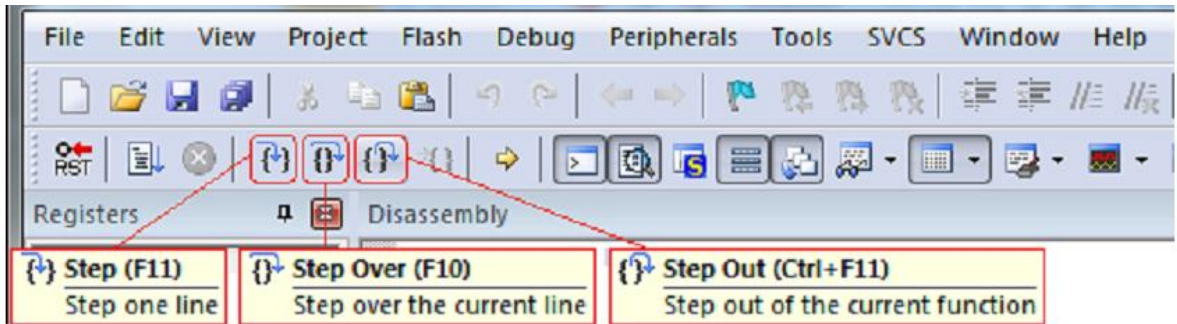 File Edit View Project Flash Debug Peripherals Tools SVCS Window Help
RST
Registers Disassembly
{} Step (F11) {} Step Over (F10) {} Step Out (Ctrl+F11)
Step one line Step over the current line Step out of the current function